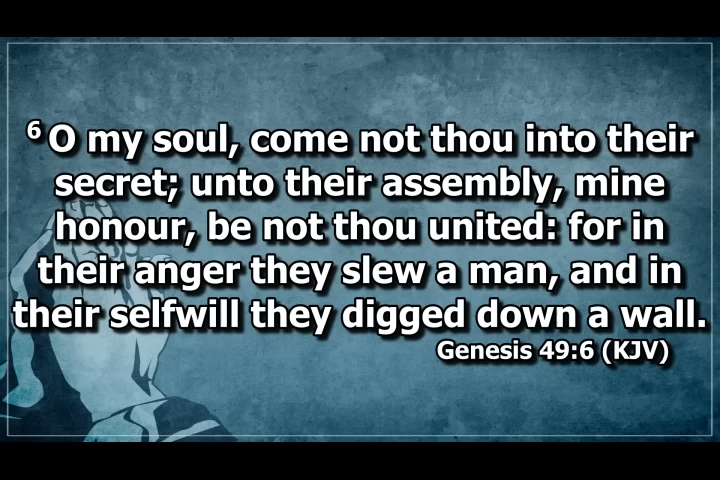 6 O my soul, come not thou into their
secret; unto their assembly, mine
honour, be not thou united: for in
their anger they slew a man, and in
their selfwill they digged down a wall.
Genesis 49:6 (KJV)